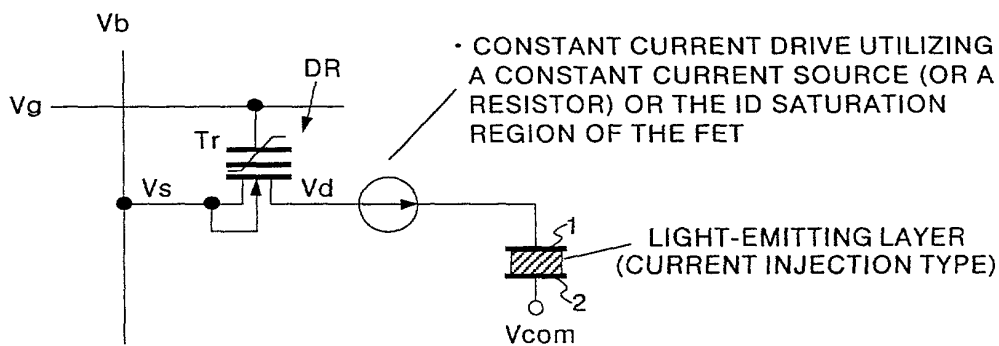 Vb
· CONSTANT CURRENT DRIVE UTILIZING
A CONSTANT CURRENT SOURCE (OR A
RESISTOR) OR THE ID SATURATION
REGION OF THE FET
DR
Vg
Tr
Vs
Vd
1
LIGHT-EMITTING LAYER
(CURRENT INJECTION TYPE)
2
Vcom